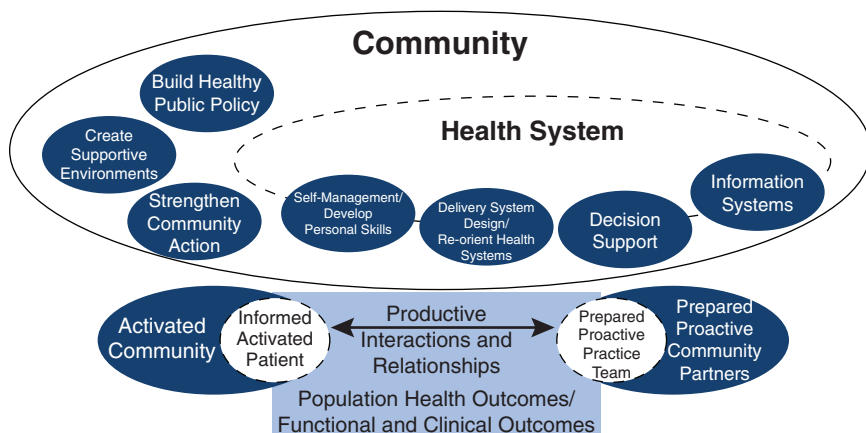 Community
Build Healthy
Public Policy
Health System
Create
Supportive
Environments
Information
Systems
Strengthen
Community
Action
Self-Management/
Develop
Personal Skills
Delivery System
Design/
Re-orient Health
Systems
Decision
Support
Activated
Community
Informed
Activated
Patient
Productive
Interactions and
Relationships
Prepared
Proactive
Practice
Team
Prepared
Proactive
Community
Partners
Population Health Outcomes/
Functional and Clinical Outcomes